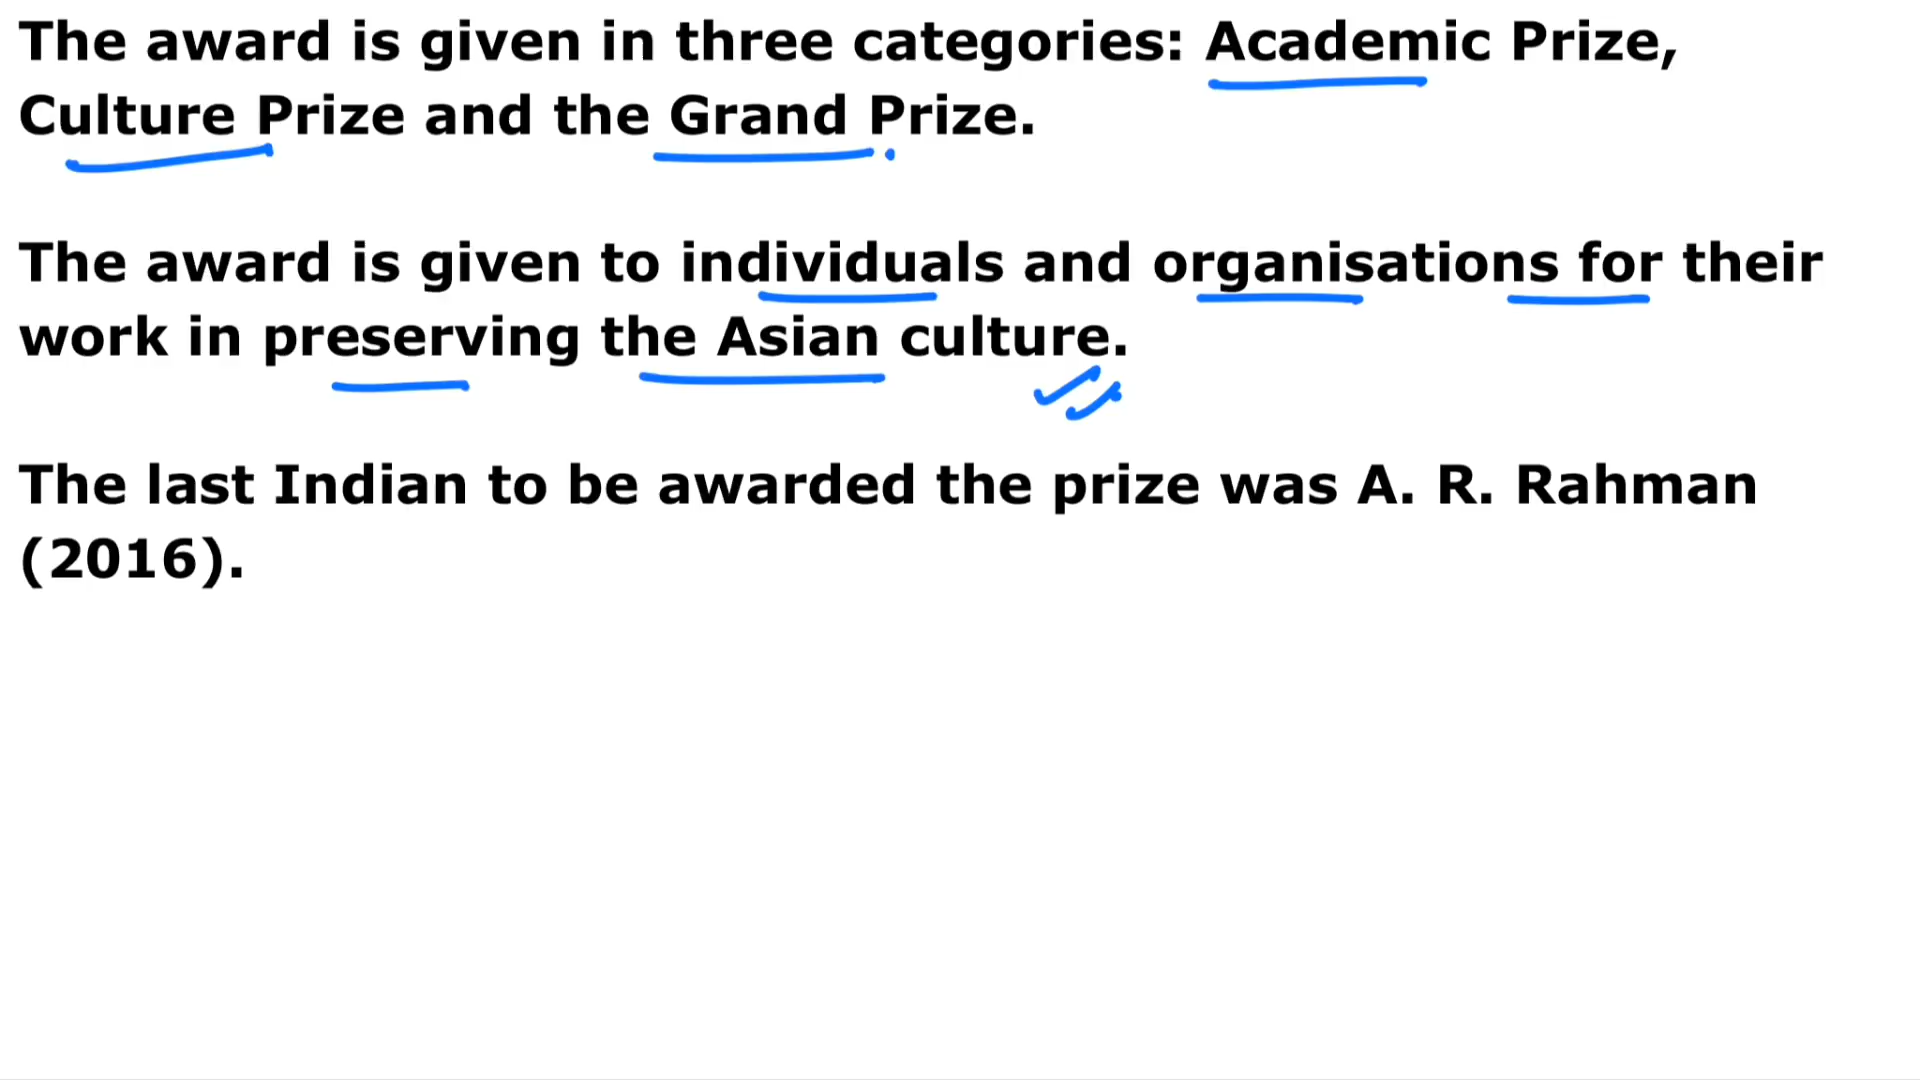 The award is given in three categories: Academic Prize,
Culture Prize and the Grand Prize.
The award is given to individuals and organisations for their
work in preserving the Asian culture.
The last Indian to be awarded the prize was A. R. Rahman
(2016).